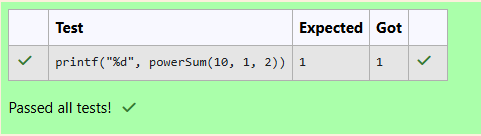 Test Expected Got
printf("%d", powerSum(10, 1, 2)) 1 1
Passed all tests!